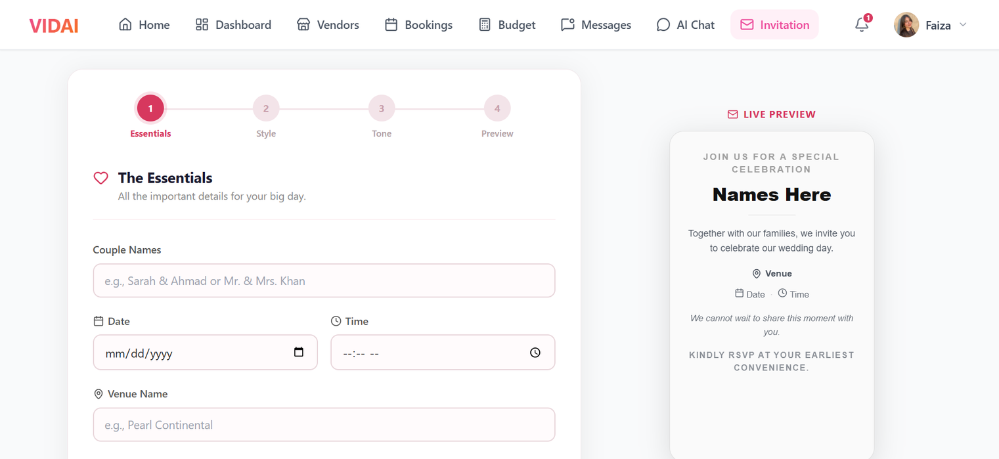 VIDAI
Home
Dashboard
Vendors
Bookings
Budget
Messages
AI Chat
Invitation
1
Faiza
1
2
3
4
Essentials
Style
Tone
Preview
The Essentials
All the important details for your big day.
Couple Names
e.g., Sarah & Ahmad or Mr. & Mrs. Khan
Date
Time
mm/dd/yyyy
--:-- --
Venue Name
e.g., Pearl Continental
LIVE PREVIEW
JOIN US FOR A SPECIAL
CELEBRATION
Names Here
Together with our families, we invite you
to celebrate our wedding day.
Venue
Date · Time
We cannot wait to share this moment with
you.
KINDLY RSVP AT YOUR EARLIEST
CONVENIENCE.